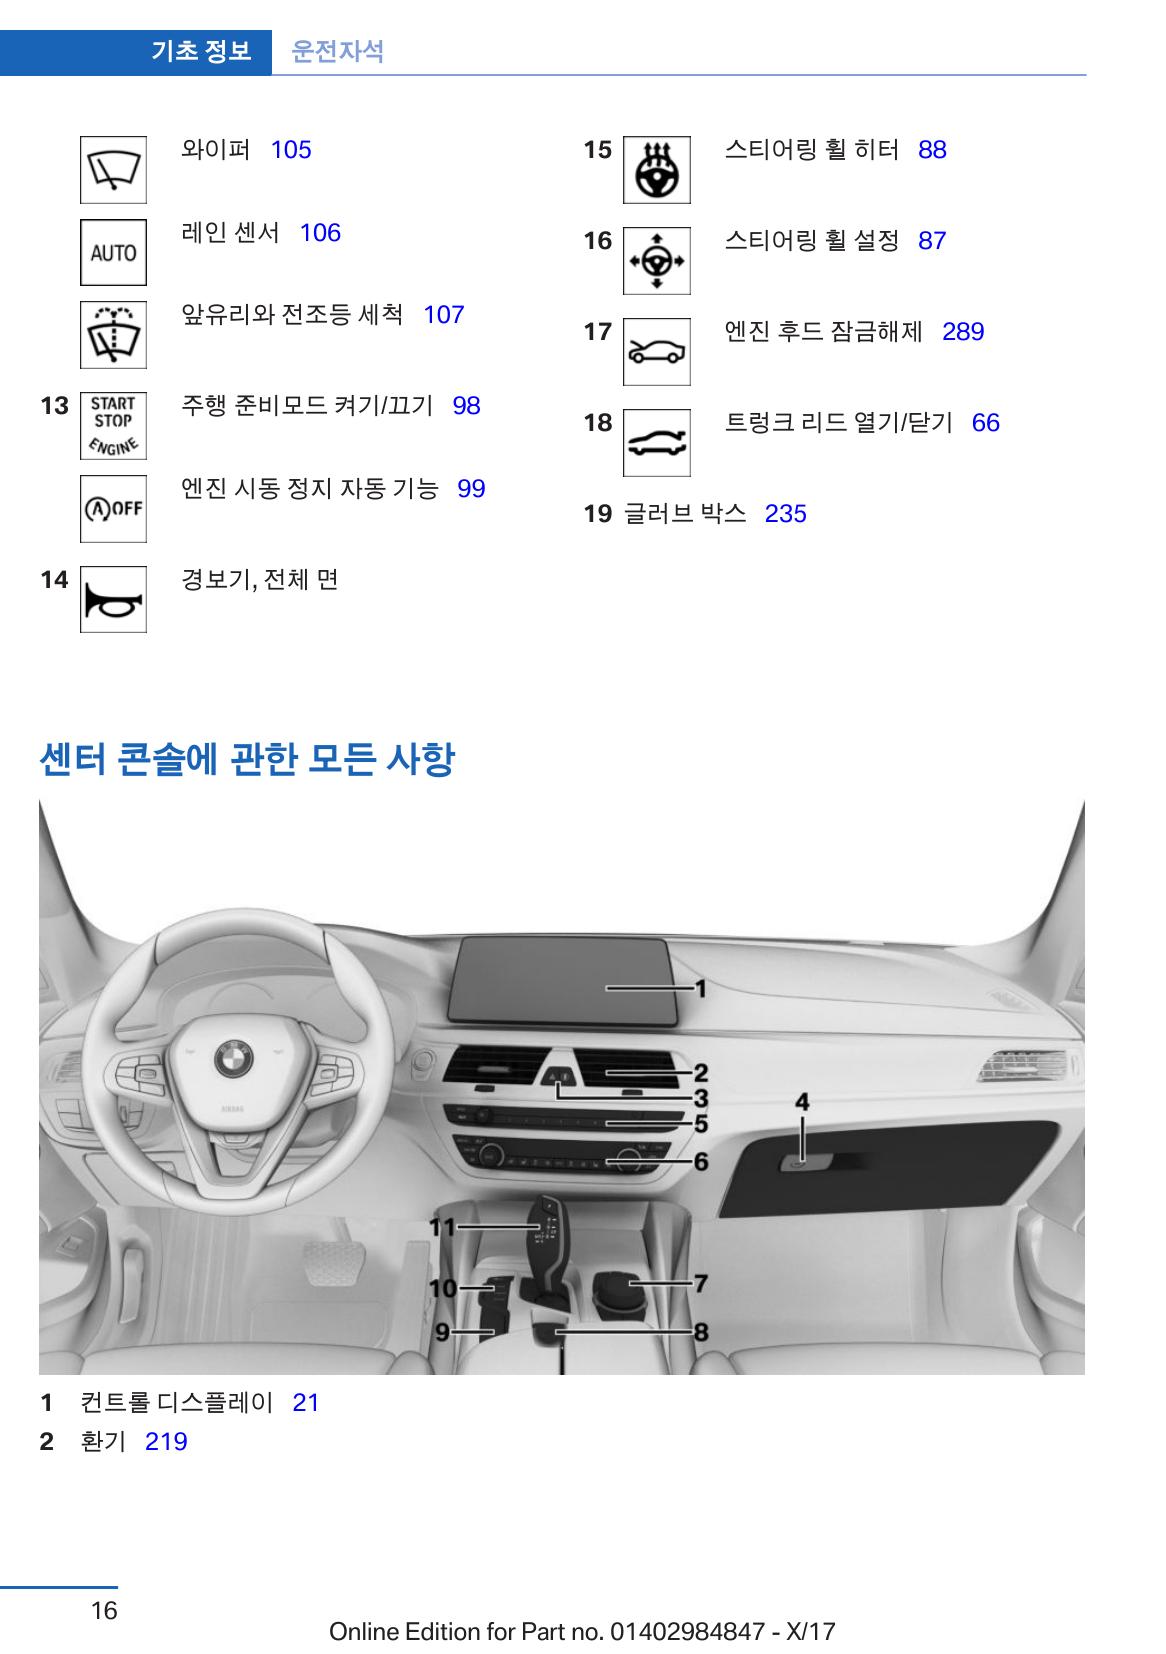 기초 정보 운전자석
와이퍼 105
AUTO 레인 센서 106
앞유리와 전조등 세척 107
13 START STOP ENGINE 주행 준비모드 켜기/끄기 98
(A)OFF 엔진 시동 정지 자동 기능 99
14 경보기, 전체 면
15 스티어링 휠 히터 88
16 스티어링 휠 설정 87
17 엔진 후드 잠금해제 289
18 트렁크 리드 열기/닫기 66
19 글러브 박스 235
센터 콘솔에 관한 모든 사항
1
2
3
4
5
6
11
10
7
9
8
AIRBAG
1 컨트롤 디스플레이 21
2 환기 219
16
Online Edition for Part no. 01402984847 - X/17